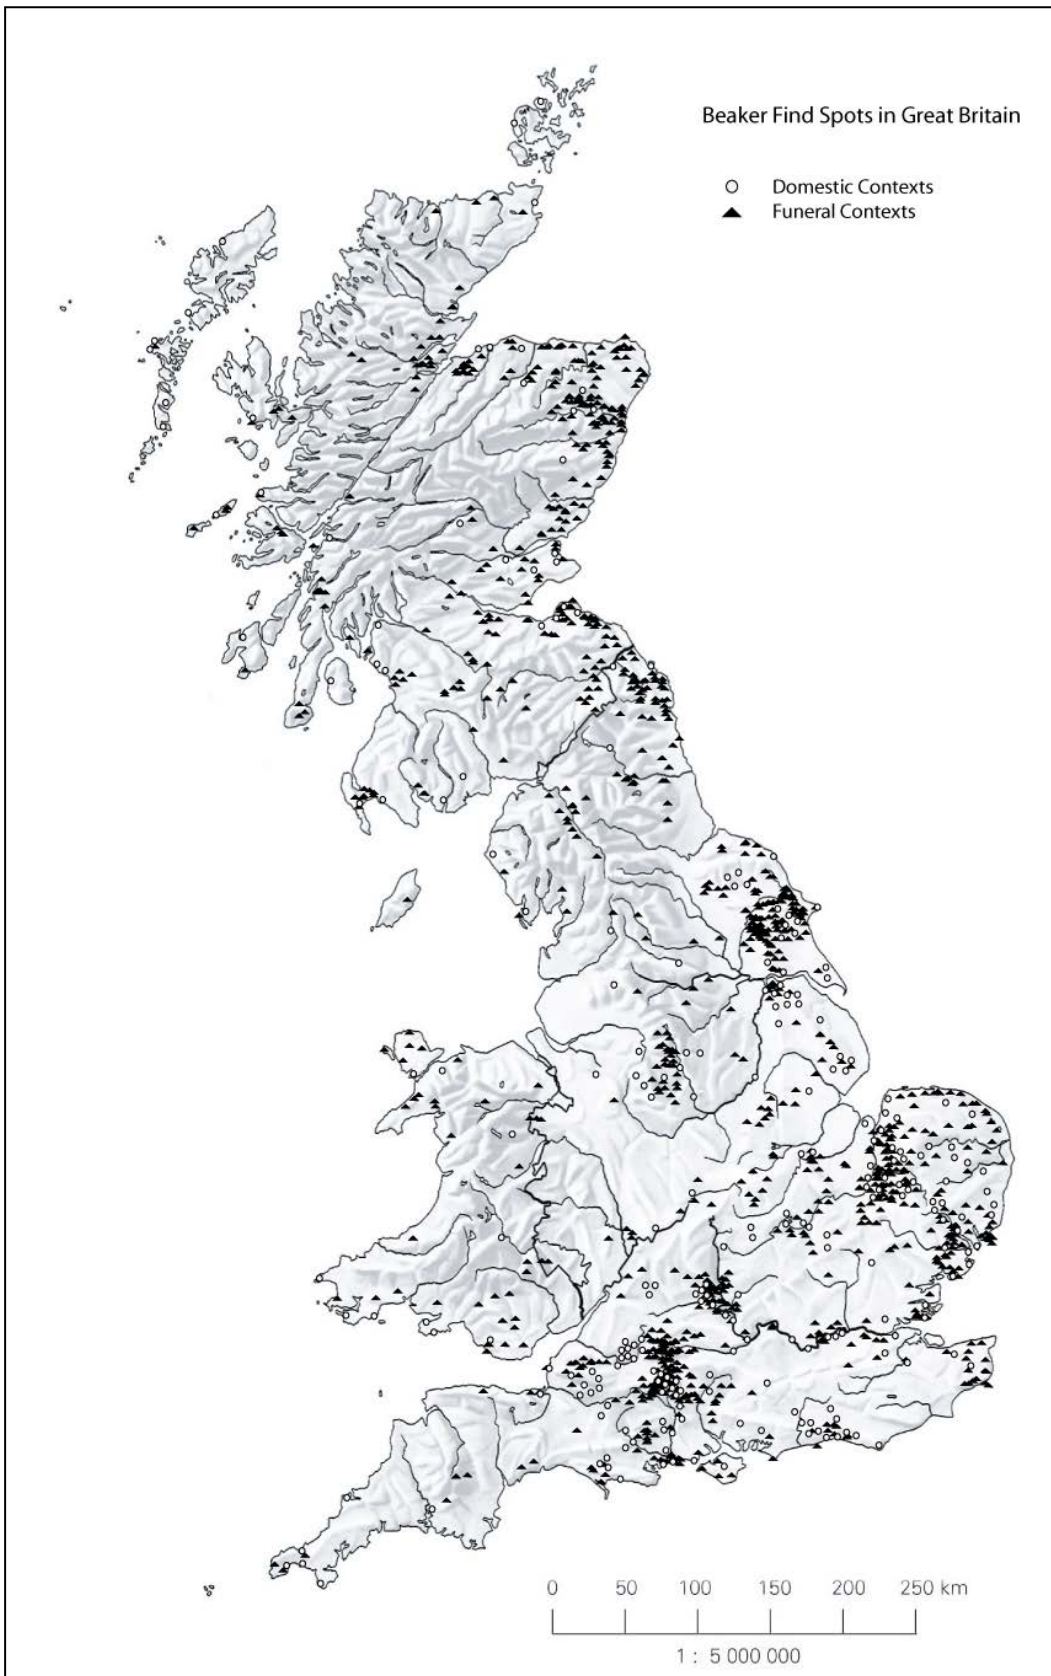 Beaker Find Spots in Great Britain
Domestic Contexts
Funeral Contexts
0 50 100 150 200 250 km
1 : 5 000 000